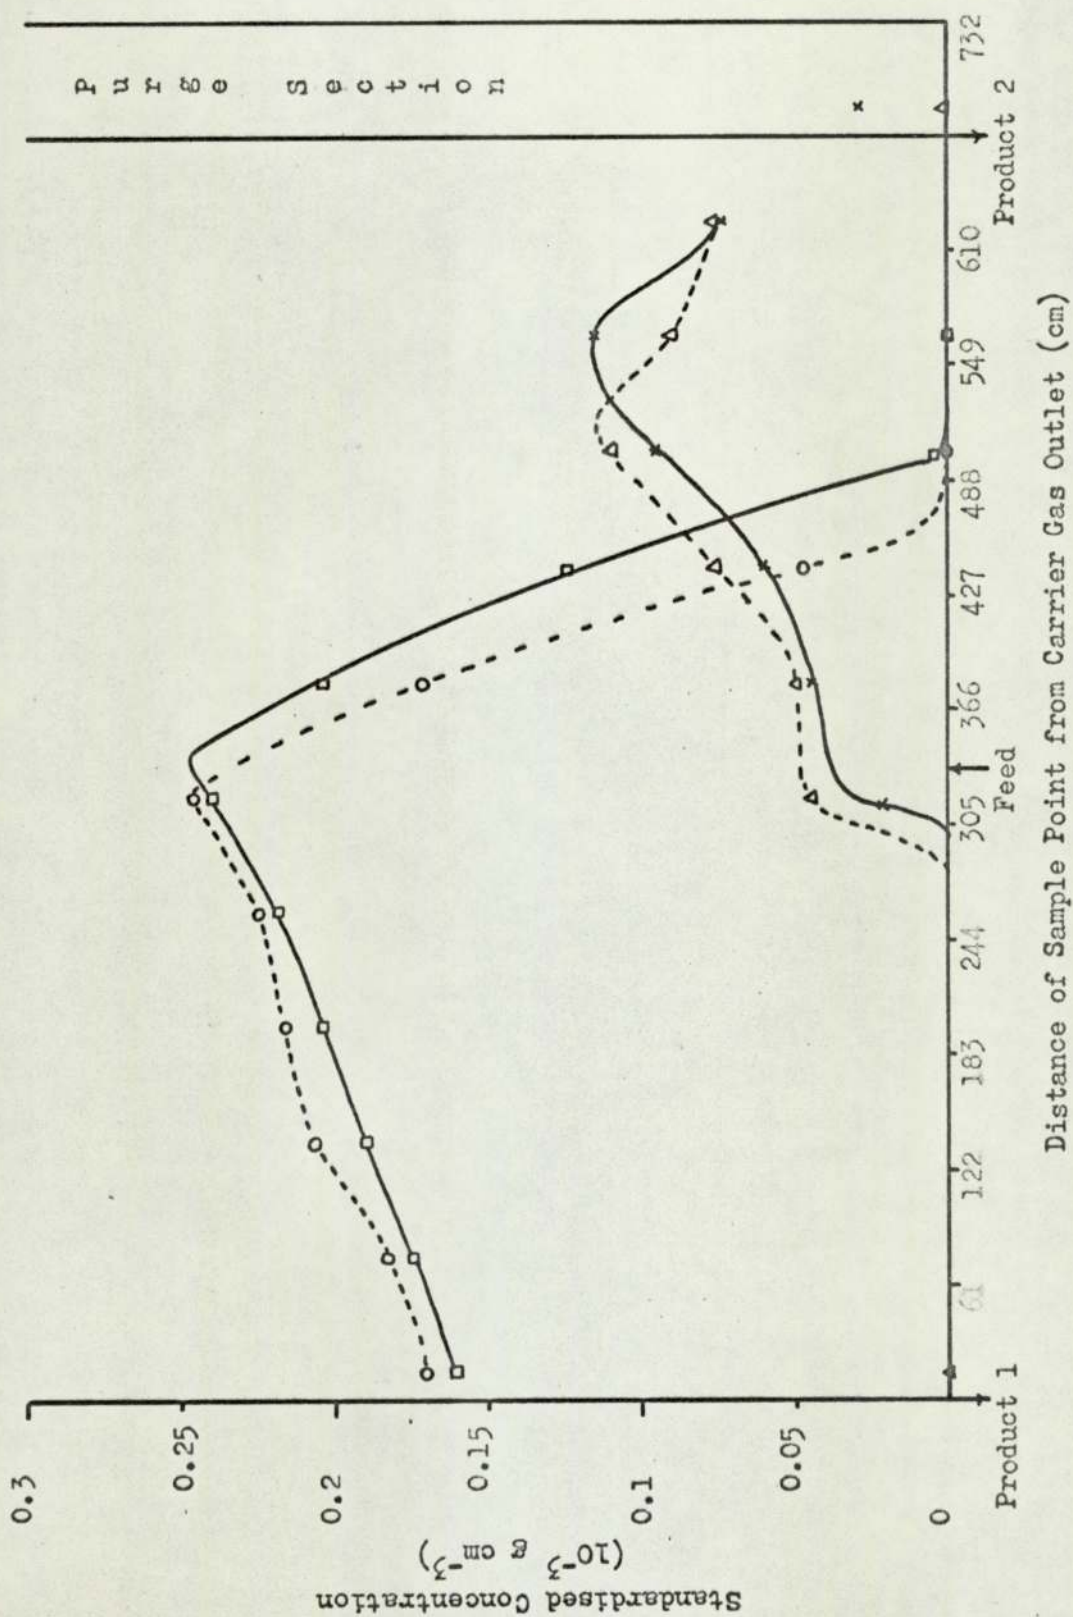 Purge Section
0.3
0.25
0.2
0.15
0.1
0.05
0
Standardised Concentration
(10⁻³ g cm⁻³)
61
122
183
244
305
366
427
488
549
610
732
Product 1
Feed
Product 2
Distance of Sample Point from Carrier Gas Outlet (cm)